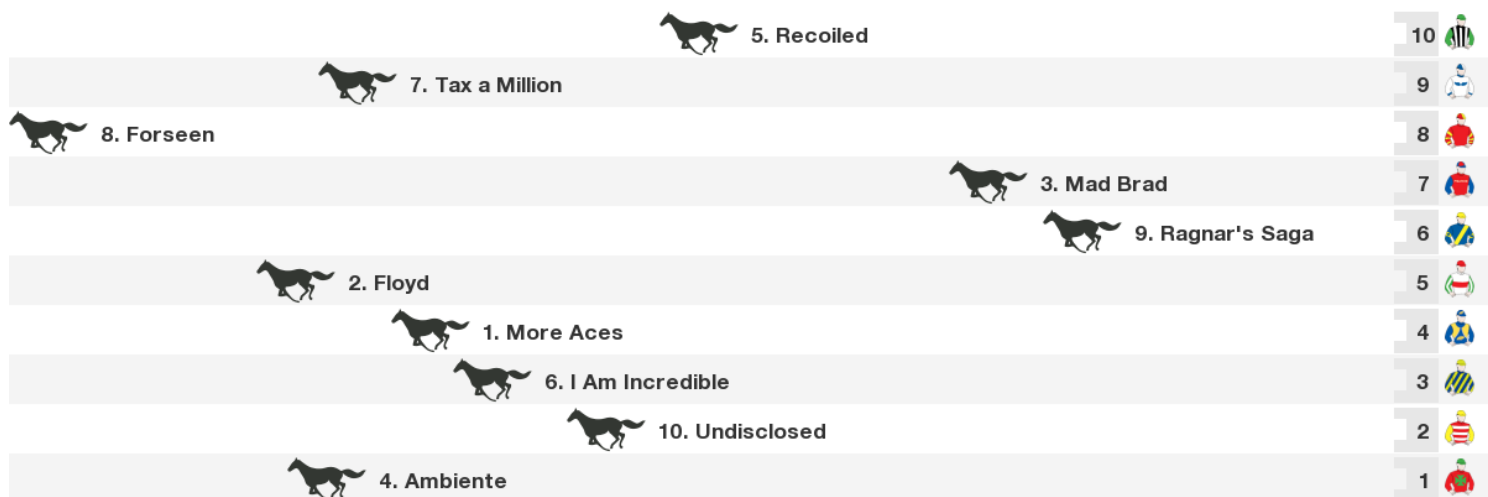 5. Recoiled 10
7. Tax a Million 9
8. Forseen 8
3. Mad Brad 7
9. Ragnar's Saga 6
2. Floyd 5
1. More Aces 4
6. I Am Incredible 3
10. Undisclosed 2
4. Ambiente 1